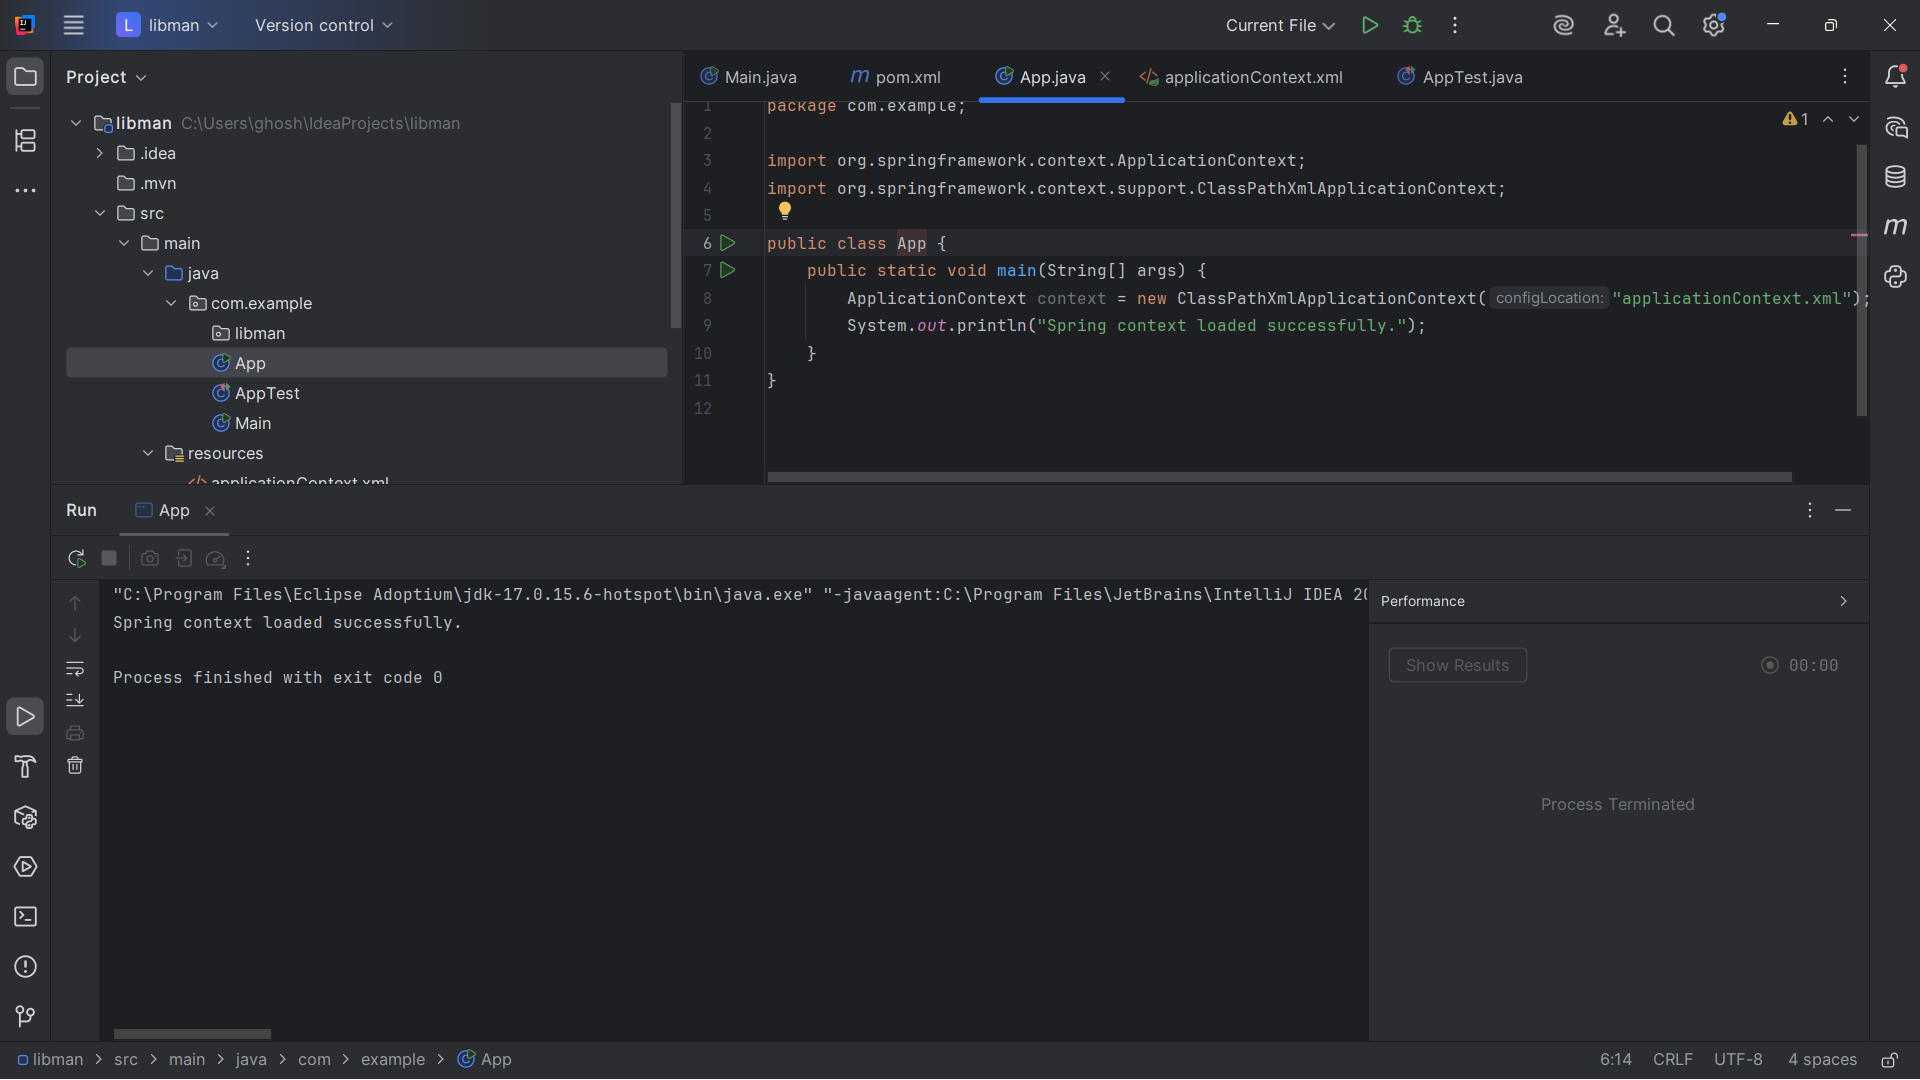 L libman Version control Current File
Project
Main.java m pom.xml App.java applicationContext.xml AppTest.java
libman C:\Users\ghosh\IdeaProjects\libman
.idea
.mvn
src
main
java
com.example
libman
App
AppTest
Main
resources
applicationContext.xml
1 package com.example;
2
3 import org.springframework.context.ApplicationContext;
4 import org.springframework.context.support.ClassPathXmlApplicationContext;
5
6 public class App {
7 public static void main(String[] args) {
8 ApplicationContext context = new ClassPathXmlApplicationContext( configLocation: "applicationContext.xml");
9 System.out.println("Spring context loaded successfully.");
10 }
11 }
12
1
Run App
"C:\Program Files\Eclipse Adoptium\jdk-17.0.15.6-hotspot\bin\java.exe" "-javaagent:C:\Program Files\JetBrains\IntelliJ IDEA 20
Spring context loaded successfully.
Process finished with exit code 0
Performance
Show Results 00:00
Process Terminated
libman > src > main > java > com > example > App 6:14 CRLF UTF-8 4 spaces